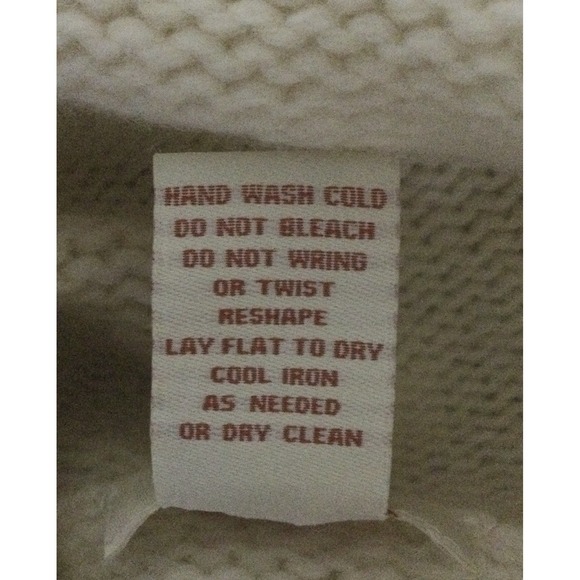 HAND WASH COLD
DO NOT BLEACH
DO NOT WRING
OR TWIST
RESHAPE
LAY FLAT TO DRY
COOL IRON
AS NEEDED
OR DRY CLEAN